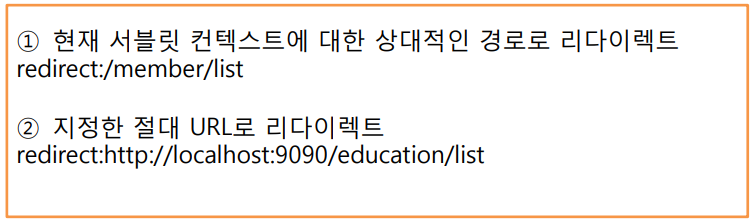 ① 현재 서블릿 컨텍스트에 대한 상대적인 경로로 리다이렉트
redirect:/member/list
② 지정한 절대 URL로 리다이렉트
redirect:http://localhost:9090/education/list